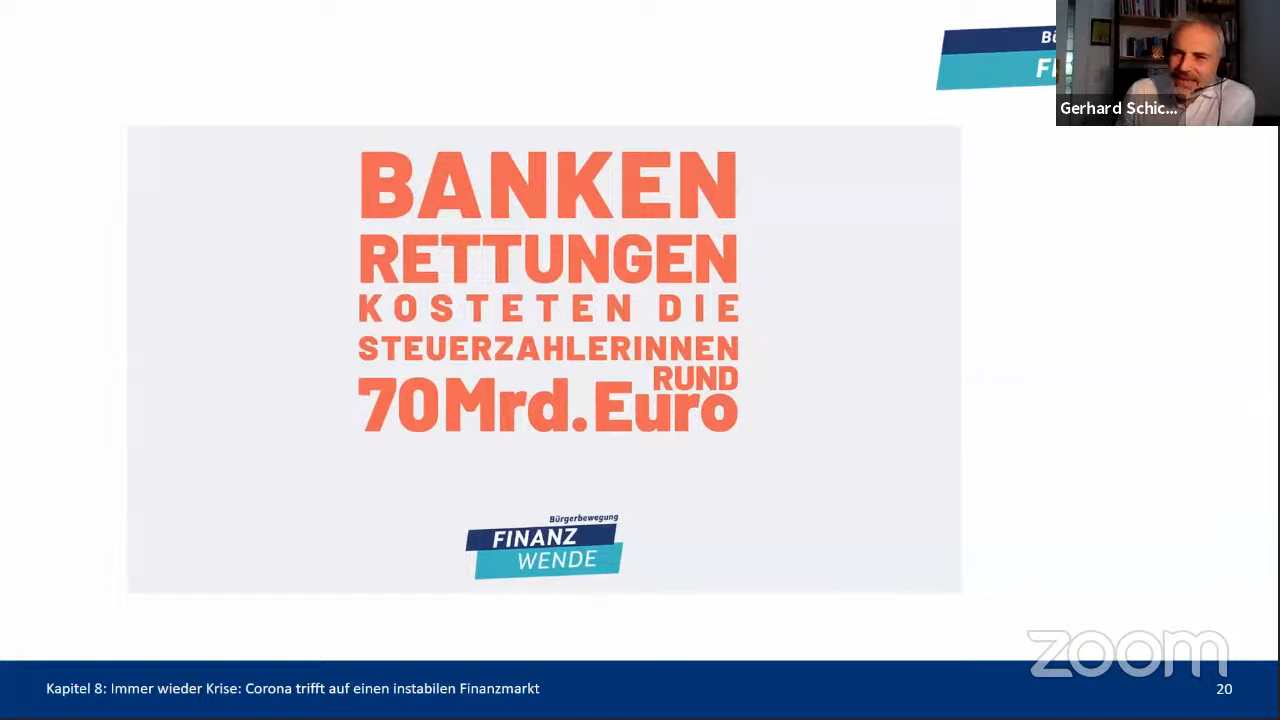 Gerhard Schic...
BANKEN
RETTUNGEN
KOSTETEN DIE
STEUERZAHLERINNEN
RUND
70Mrd.Euro
Bürgerbewegung
FINANZ
WENDE
zoom
Kapitel 8: Immer wieder Krise: Corona trifft auf einen instabilen Finanzmarkt
20